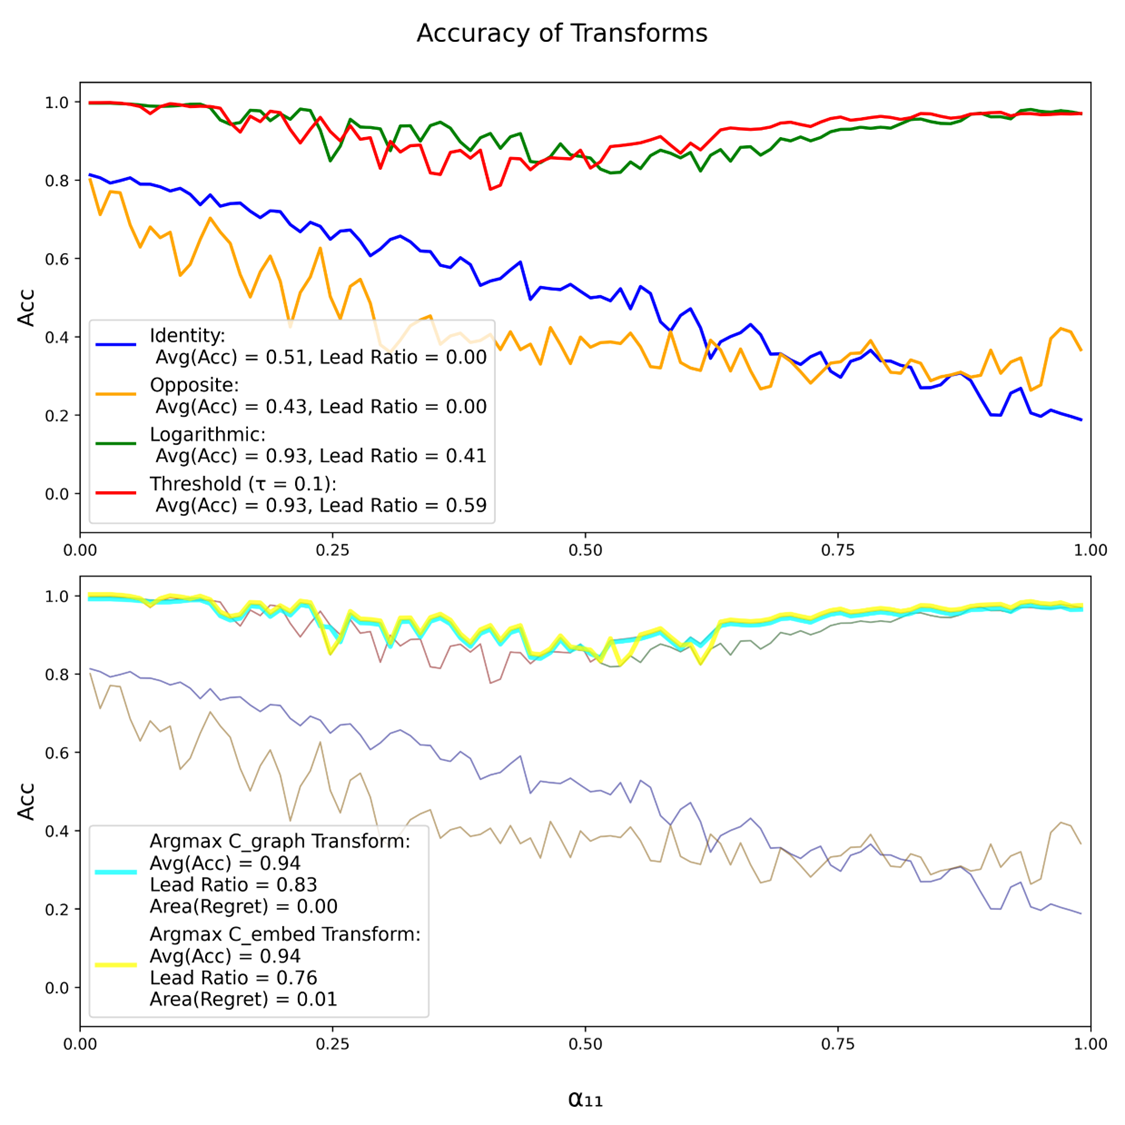 Accuracy of Transforms
Acc
1.0
0.8
0.6
0.4
0.2
0.0
Identity:
Avg(Acc) = 0.51, Lead Ratio = 0.00
Opposite:
Avg(Acc) = 0.43, Lead Ratio = 0.00
Logarithmic:
Avg(Acc) = 0.93, Lead Ratio = 0.41
Threshold (τ = 0.1):
Avg(Acc) = 0.93, Lead Ratio = 0.59
0.00 0.25 0.50 0.75 1.00
Acc
1.0
0.8
0.6
0.4
0.2
0.0
Argmax C_graph Transform:
Avg(Acc) = 0.94
Lead Ratio = 0.83
Area(Regret) = 0.00
Argmax C_embed Transform:
Avg(Acc) = 0.94
Lead Ratio = 0.76
Area(Regret) = 0.01
0.00 0.25 0.50 0.75 1.00
α₁₁